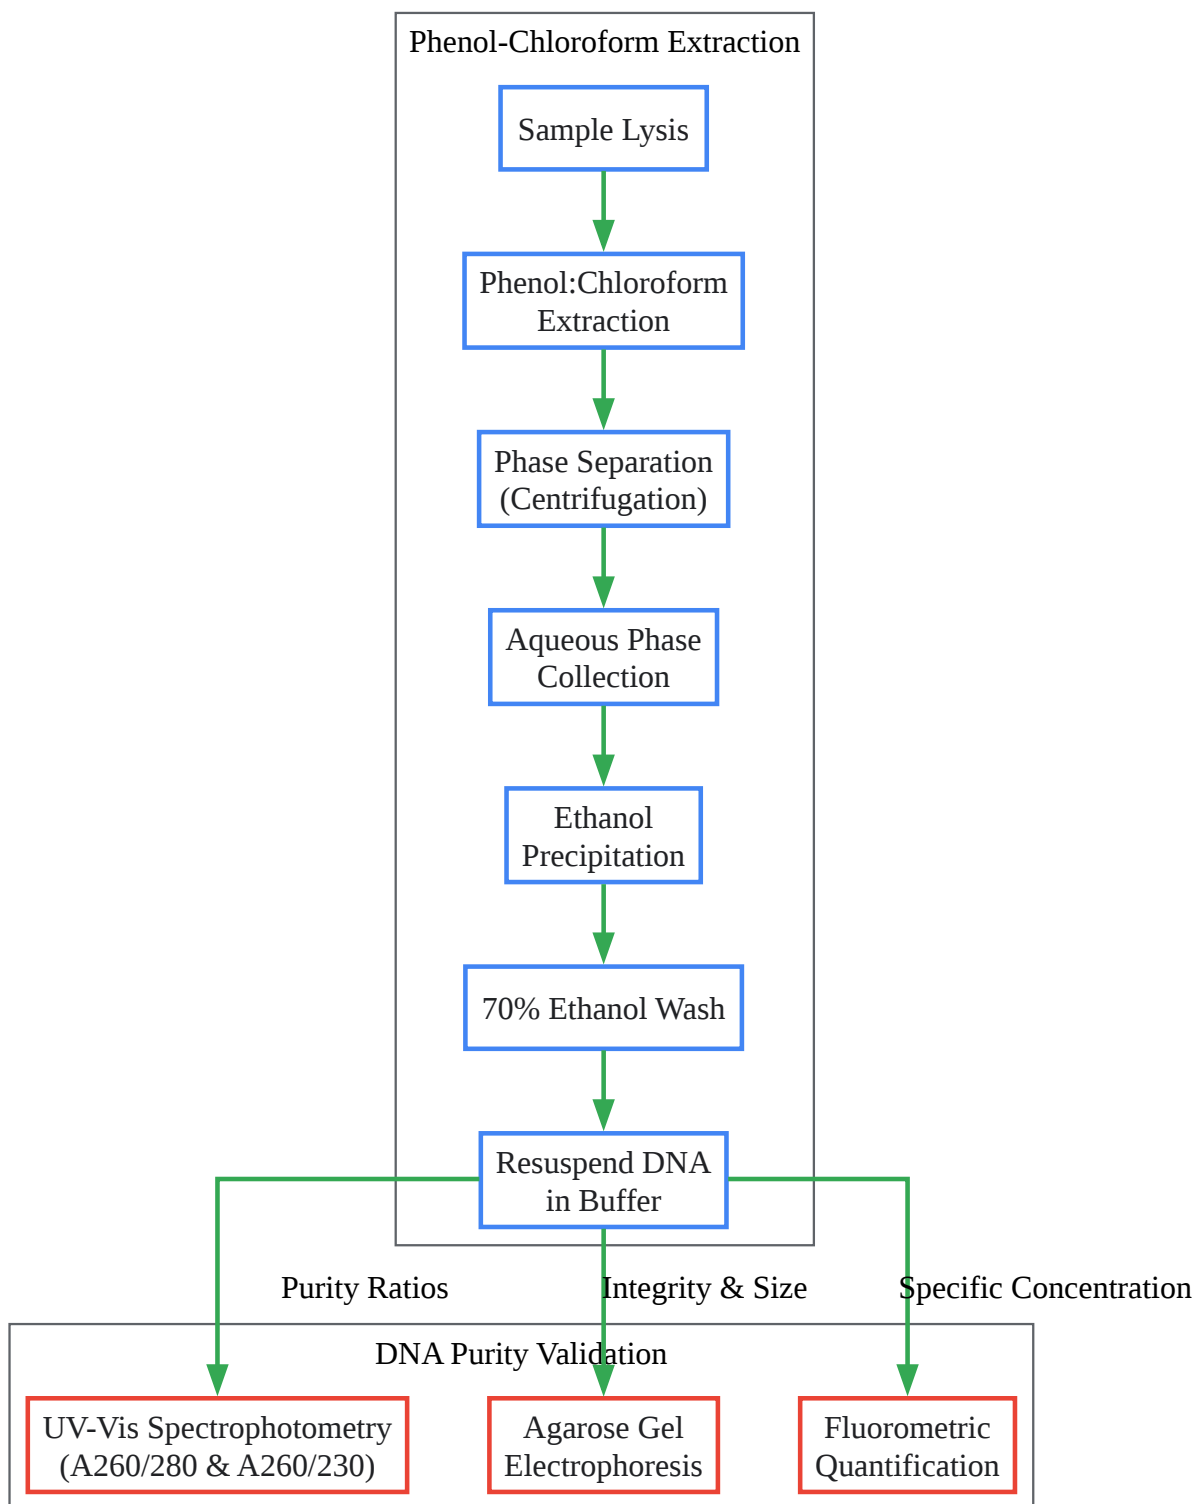 Phenol-Chloroform Extraction
Sample Lysis
Phenol:Chloroform
Extraction
Phase Separation
(Centrifugation)
Aqueous Phase
Collection
Ethanol
Precipitation
70% Ethanol Wash
Resuspend DNA
in Buffer
Purity Ratios
Integrity & Size
Specific Concentration
DNA Purity Validation
UV-Vis Spectrophotometry
(A260/280 & A260/230)
Agarose Gel
Electrophoresis
Fluorometric
Quantification